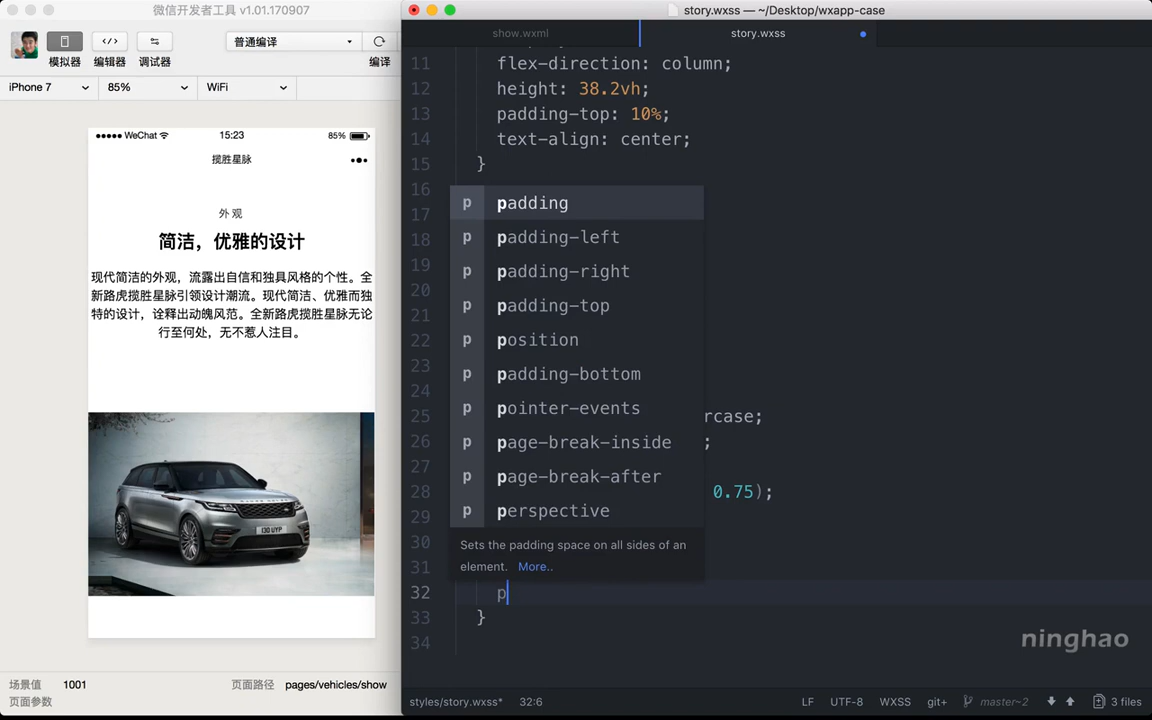 微信开发者工具 v1.01.170907
模拟器
编辑器
调试器
普通编译
编译
iPhone 7
85%
WiFi
WeChat
15:23
85%
揽胜星脉
外观
简洁，优雅的设计
现代简洁的外观，流露出自信和独具风格的个性。全
新路虎揽胜星脉引领设计潮流。现代简洁、优雅而独
特的设计，诠释出动魄风范。全新路虎揽胜星脉无论
行至何处，无不惹人注目。
场景值
1001
页面路径
pages/vehicles/show
页面参数
story.wxss — ~/Desktop/wxapp-case
show.wxml
story.wxss
11 flex-direction: column;
12 height: 38.2vh;
13 padding-top: 10%;
14 text-align: center;
15 }
16
17
18
19
20
21
22
23
24
25 rcase;
26 ;
27
28 0.75);
29
30
31
32 p
33 }
34
p padding
p padding-left
p padding-right
p padding-top
p position
p padding-bottom
p pointer-events
p page-break-inside
p page-break-after
p perspective
Sets the padding space on all sides of an
element. More..
ninghao
styles/story.wxss* 32:6
LF UTF-8 WXSS git+ master~2 3 files